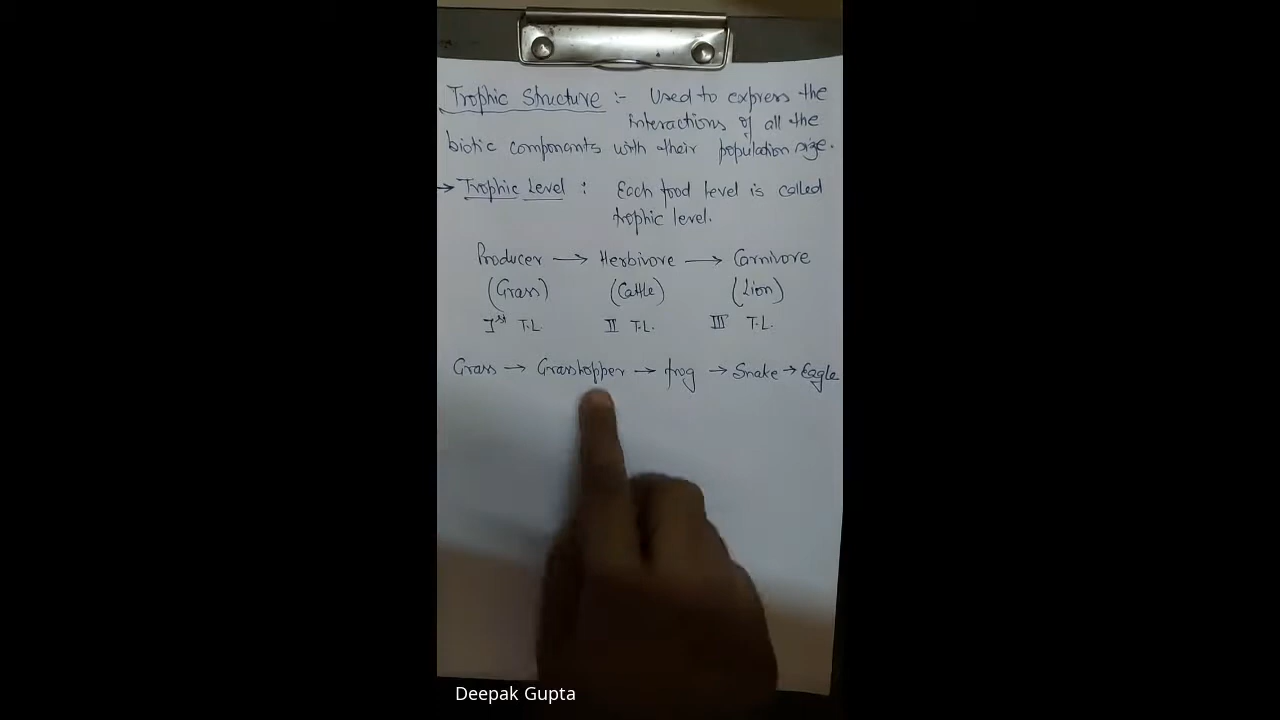 Trophic Structure :- Used to express the
interactions of all the
biotic componants with their population size.
→ Trophic Level : Each food level is called
trophic level.
Producer → Herbivore → Carnivore
(Grass) (Cattle) (Lion)
Ist T.L. II T.L. III T.L.
Grass → Grasshopper → frog → Snake → Eagle
Deepak Gupta